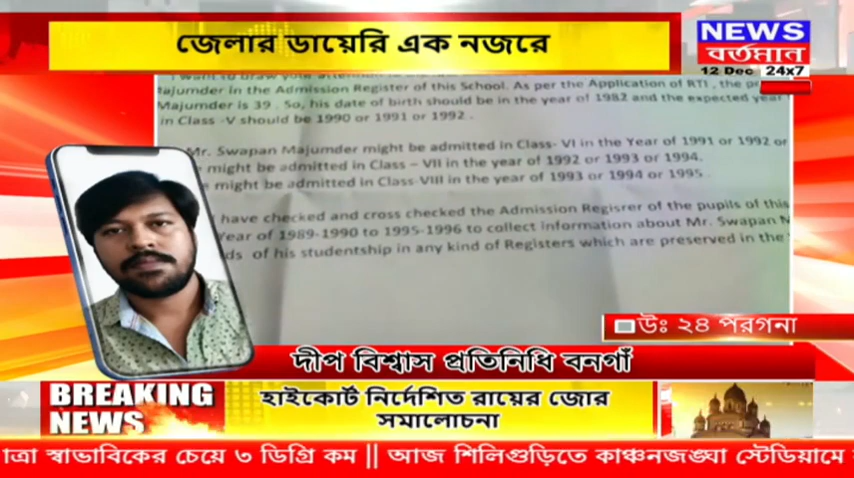 জেলার ডায়েরি এক নজরে
NEWS
বর্তমান
12 Dec 24x7
Majumder in the Admission Register of this School. As per the Application of RTI, the
Majumder is 39 . So, his date of birth should be in the year of 1982 and the expected year
in Class -V should be 1990 or 1991 or 1992 .
Mr. Swapan Majumder might be admitted in Class- VI in the Year of 1991 or 1992 or
might be admitted in Class – VII in the year of 1992 or 1993 or 1994.
might be admitted in Class-VIII in the year of 1993 or 1994 or 1995 .
have checked and cross checked the Admission Regisrer of the pupils of this
Year of 1989-1990 to 1995-1996 to collect information about Mr. Swapan
of his studentship in any kind of Registers which are preserved in the
উঃ ২৪ পরগনা
দীপ বিশ্বাস প্রতিনিধি বনগাঁ
BREAKING
NEWS
হাইকোর্ট নির্দেশিত রায়ের জোর
সমালোচনা
স্বাভাবিকের চেয়ে ৩ ডিগ্রি কম || আজ শিলিগুড়িতে কাঞ্চনজঙ্ঘা স্টেডিয়ামে